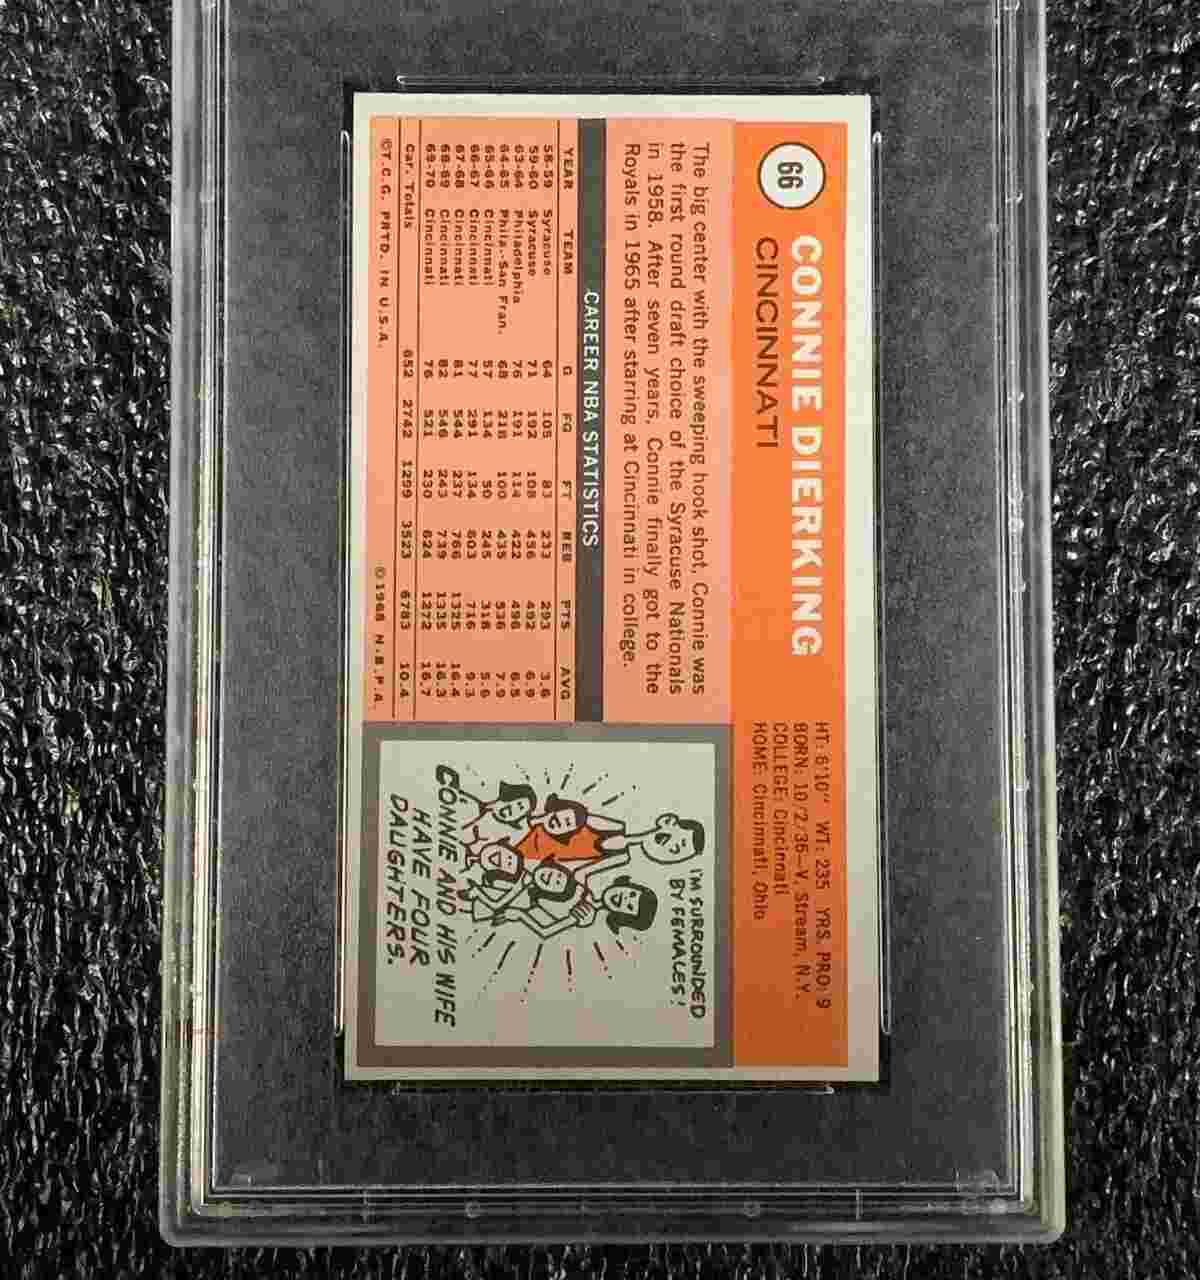 66
CONNIE DIERKING
CINCINNATI
HT: 6'10" WT: 235 YRS. PRO: 9
BORN: 10/2/36-V. Stream, N.Y.
COLLEGE: Cincinnati
HOME: Cincinnati, Ohio
The big center with the sweeping hook shot, Connie was
the first round draft choice of the Syracuse Nationals
in 1958. After seven years, Connie finally got to the
Royals in 1965 after starring at Cincinnati in college.
CAREER NBA STATISTICS
YEAR TEAM G FG FT REB PTS AVG
58-59 Syracuse 64 105 83 233 293 3.6
59-60 Syracuse 71 192 108 456 492 6.9
63-64 Philadelphia 76 191 114 422 496 6.5
64-65 Phila.-San Fran. 68 218 100 435 536 7.9
65-66 Cincinnati 57 134 50 245 318 5.6
66-67 Cincinnati 77 291 134 603 716 9.3
67-68 Cincinnati 81 544 237 766 1325 16.4
68-69 Cincinnati 82 546 243 739 1335 16.3
69-70 Cincinnati 76 521 230 624 1272 16.7
Car. Totals 652 2742 1299 3523 6783 10.4
©T.C.G. PRTD. IN U.S.A. ©1968 N.B.P.A.
I'M SURROUNDED
BY FEMALES!
CONNIE AND HIS WIFE
HAVE FOUR
DAUGHTERS.